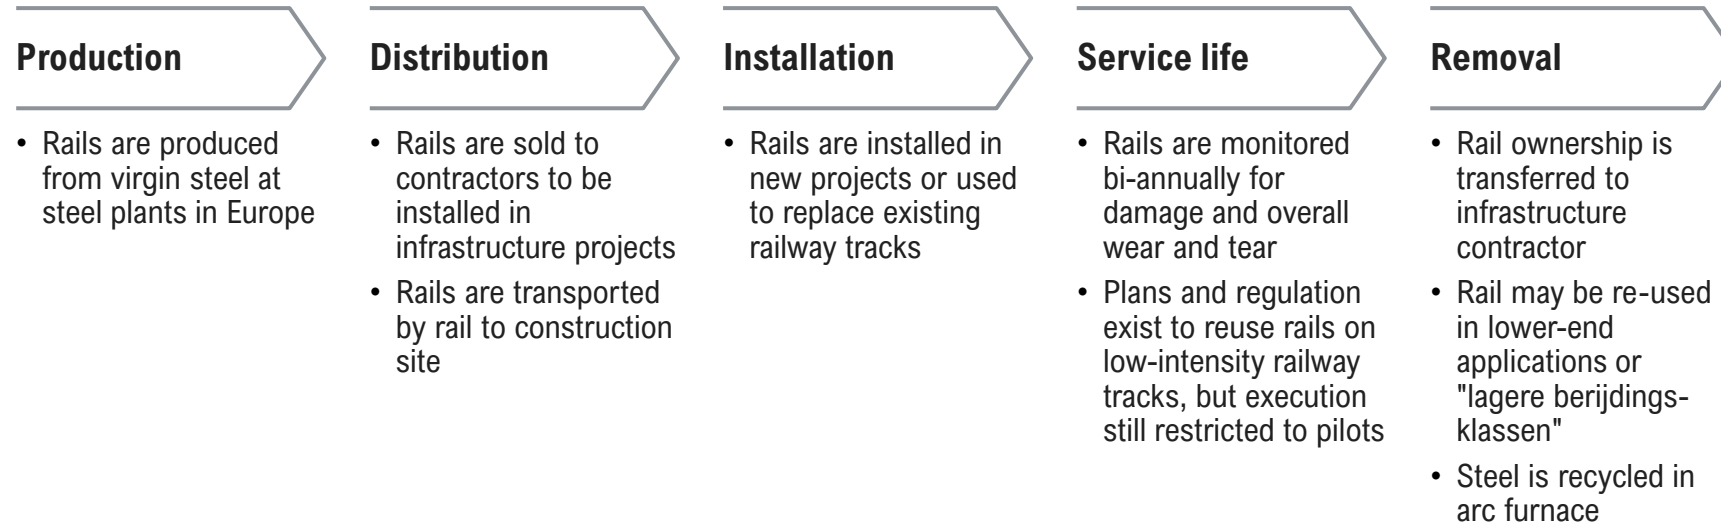 Production
• Rails are produced
from virgin steel at
steel plants in Europe
Distribution
• Rails are sold to
contractors to be
installed in
infrastructure projects
• Rails are transported
by rail to construction
site
Installation
• Rails are installed in
new projects or used
to replace existing
railway tracks
Service life
• Rails are monitored
bi-annually for
damage and overall
wear and tear
• Plans and regulation
exist to reuse rails on
low-intensity railway
tracks, but execution
still restricted to pilots
Removal
• Rail ownership is
transferred to
infrastructure
contractor
• Rail may be re-used
in lower-end
applications or
"lagere berijdings-
klassen"
• Steel is recycled in
arc furnace